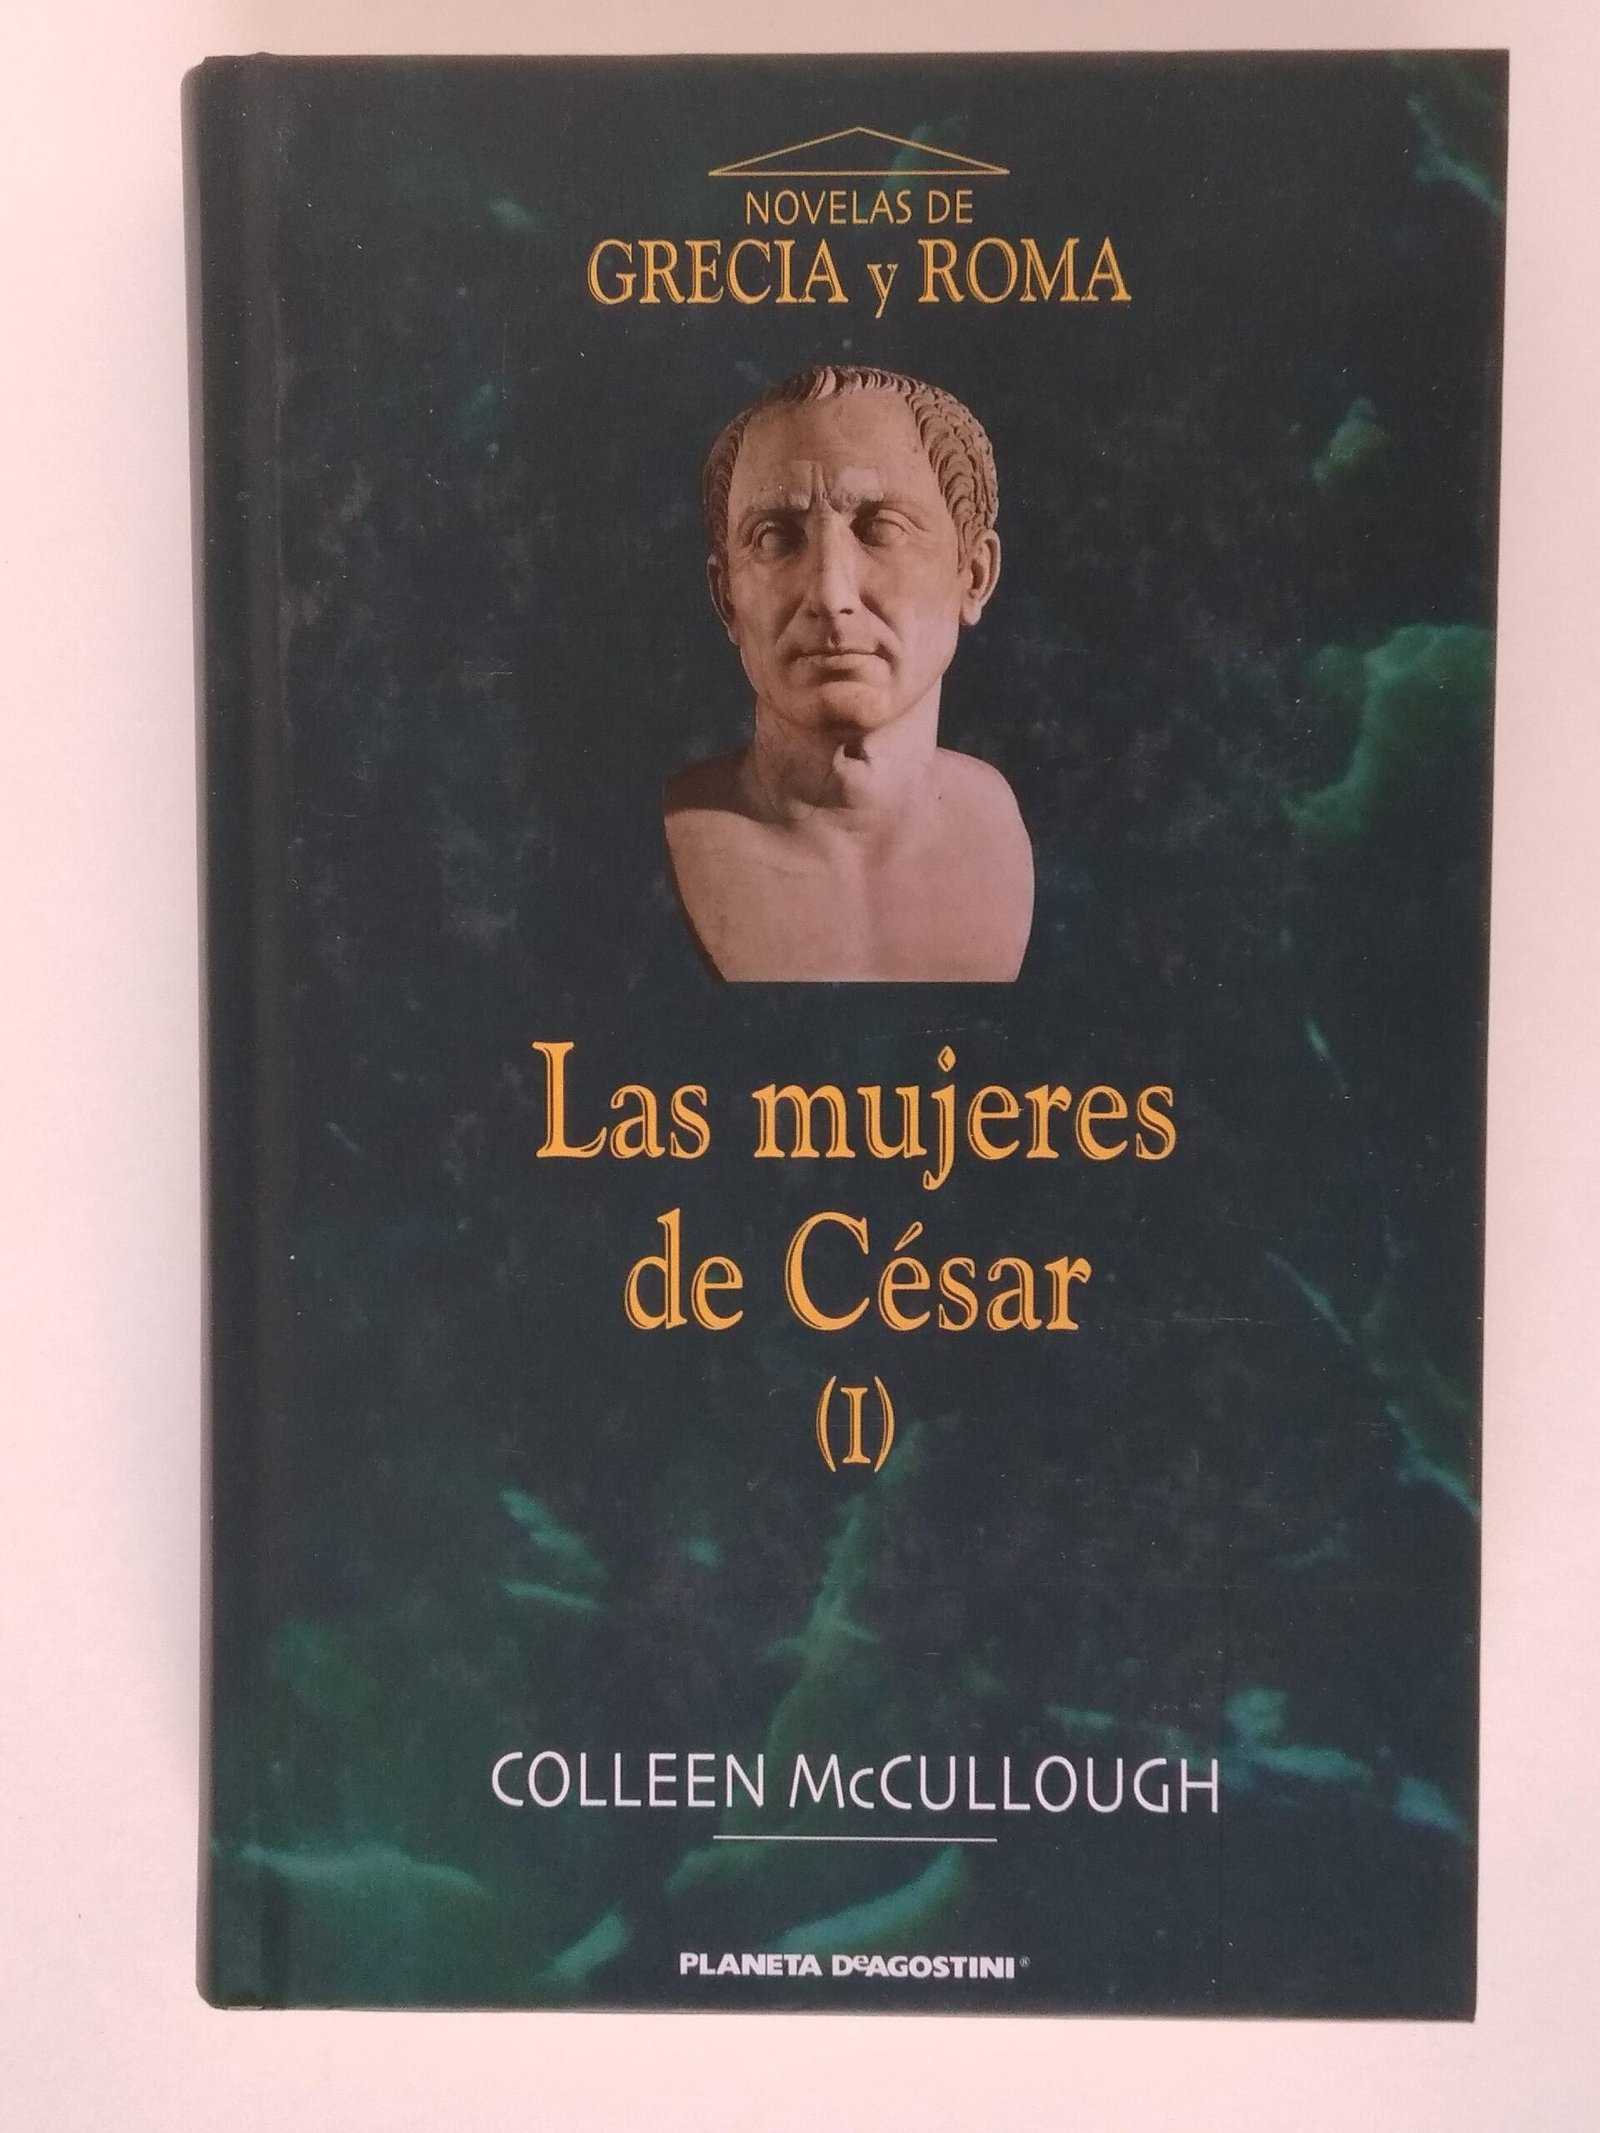 NOVELAS DE
GRECIA y ROMA
Las mujeres
de César
(I)
COLLEEN McCULLOUGH
PLANETA DeAGOSTINI®